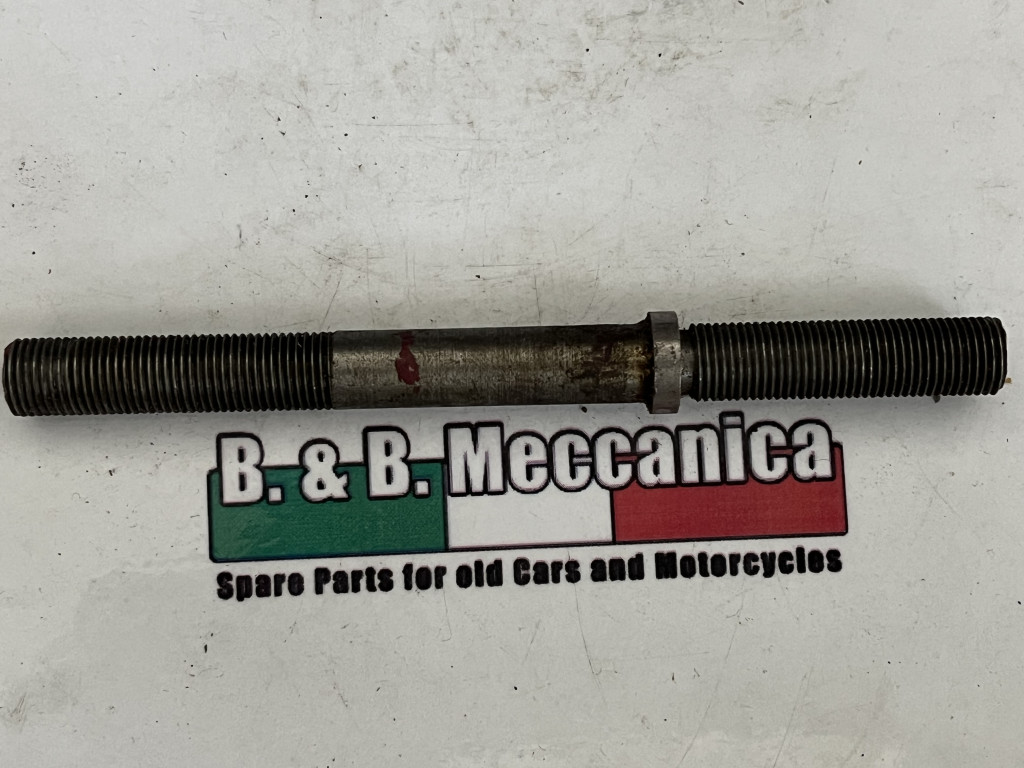 B. & B. Meccanica
Spare Parts for old Cars and Motorcycles